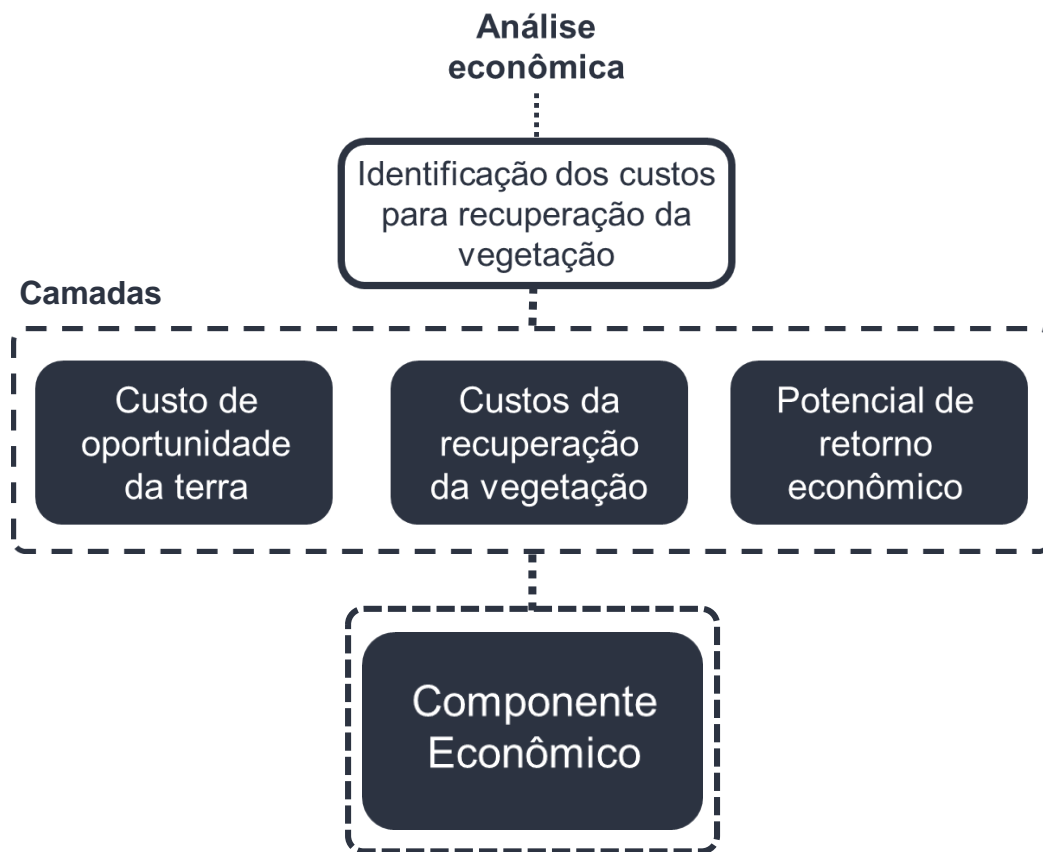 Análise
econômica
Identificação dos custos
para recuperação da
vegetação
Camadas
Custo de
oportunidade
da terra
Custos da
recuperação
da vegetação
Potencial de
retorno
econômico
Componente
Econômico